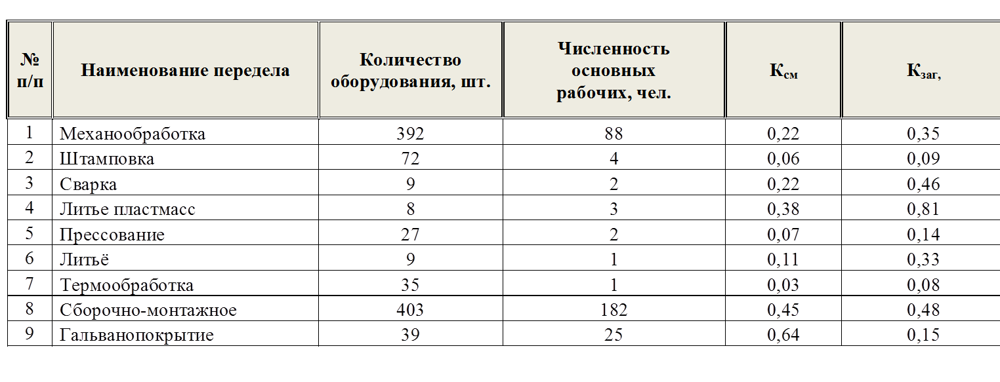 № п/п Наименование передела Количество оборудования, шт. Численность основных рабочих, чел. Ксм Кзаг,
1 Механообработка 392 88 0,22 0,35
2 Штамповка 72 4 0,06 0,09
3 Сварка 9 2 0,22 0,46
4 Литье пластмасс 8 3 0,38 0,81
5 Прессование 27 2 0,07 0,14
6 Литьё 9 1 0,11 0,33
7 Термообработка 35 1 0,03 0,08
8 Сборочно-монтажное 403 182 0,45 0,48
9 Гальванопокрытие 39 25 0,64 0,15